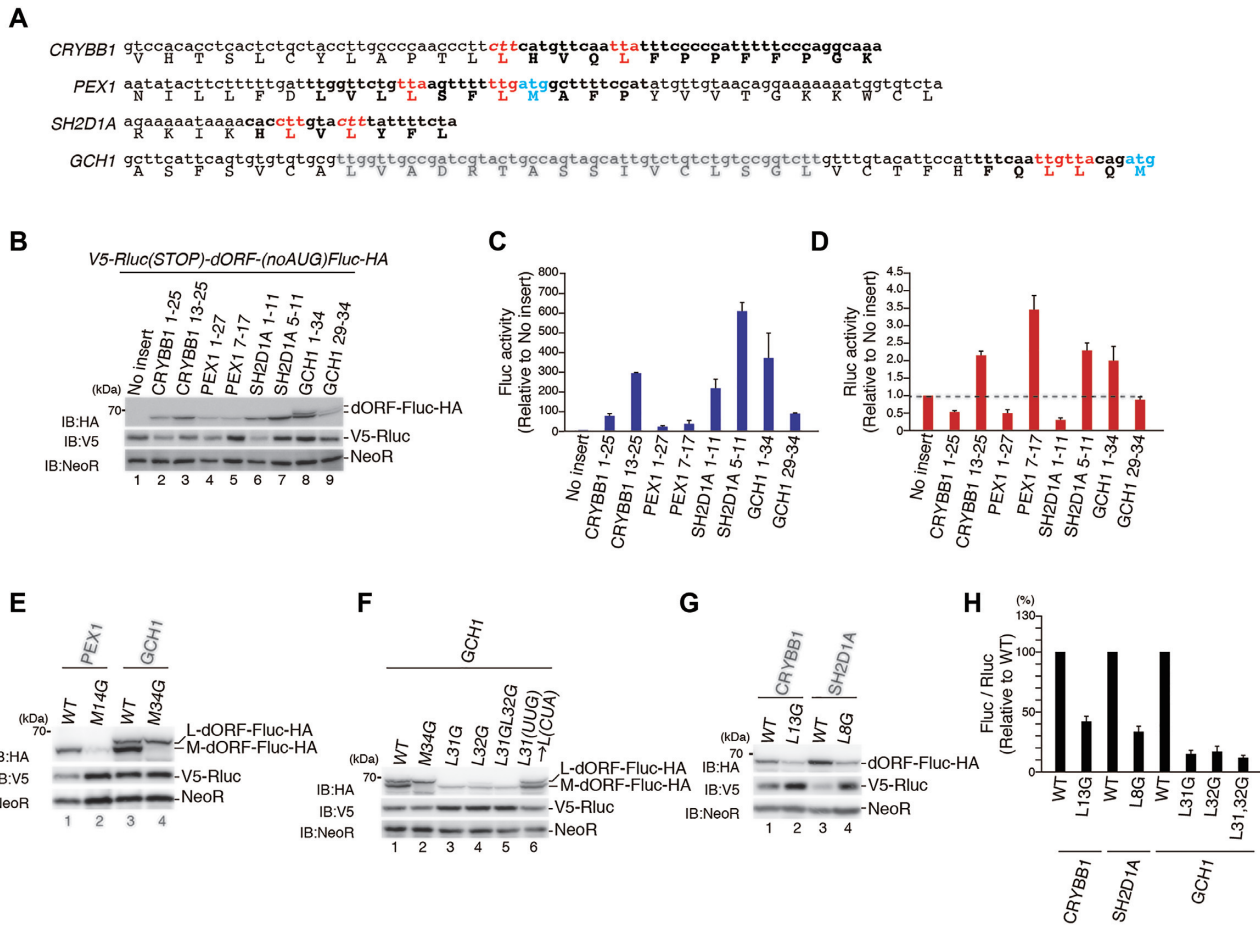 A
CRYBB1 gtccacacctcactctgctaccttgccccaacccttcttcatgttcaattatttcccccatttttcccaggcaaa
V H T S L C Y L A P T L L H V Q L F P P F F P G K
PEX1 aatatacttctttttgatttggttctgttaagttttttgatggcttttccatatgttgtaacaggaaaaaaatggtgtcta
N I L L F D L V L L S F L M A F P Y V V T G K K W C L
SH2D1A agaaaaataaaacaccttgtactttattttcta
R K I K H L V L Y F L
GCH1 gcttcattcagtgtgtgtgcgttggttgccgatcgtactgccagtagcattgtctgtctgtccggtcttgtttgtacattccattttcaattgttacagatg
A S F S V C A L V A D R T A S S I V C L S G L V C T F H F Q L L Q M
B
V5-Rluc(STOP)-dORF-(noAUG)Fluc-HA
No insert
CRYBB1 1-25
CRYBB1 13-25
PEX1 1-27
PEX1 7-17
SH2D1A 1-11
SH2D1A 5-11
GCH1 1-34
GCH1 29-34
(kDa)
70
IB:HA
dORF-Fluc-HA
IB:V5
V5-Rluc
IB:NeoR
NeoR
1 2 3 4 5 6 7 8 9
C
Fluc activity
(Relative to No insert)
800
700
600
500
400
300
200
100
0
No insert
CRYBB1 1-25
CRYBB1 13-25
PEX1 1-27
PEX1 7-17
SH2D1A 1-11
SH2D1A 5-11
GCH1 1-34
GCH1 29-34
D
Rluc activity
(Relative to No insert)
4.5
4.0
3.5
3.0
2.5
2.0
1.5
1.0
0.5
0
No insert
CRYBB1 1-25
CRYBB1 13-25
PEX1 1-27
PEX1 7-17
SH2D1A 1-11
SH2D1A 5-11
GCH1 1-34
GCH1 29-34
E
PEX1 GCH1
WT M14G WT M34G
(kDa)
70
L-dORF-Fluc-HA
M-dORF-Fluc-HA
B:HA
B:V5
V5-Rluc
NeoR
NeoR
1 2 3 4
F
GCH1
WT
M34G
L31G
L32G
L31GL32G
L31(UUG)
→L(CUA)
(kDa)
70
L-dORF-Fluc-HA
M-dORF-Fluc-HA
IB:HA
IB:V5
V5-Rluc
IB:NeoR
NeoR
1 2 3 4 5 6
G
CRYBB1 SH2D1A
WT L13G WT L8G
(kDa)
70
IB:HA
dORF-Fluc-HA
IB:V5
V5-Rluc
IB:NeoR
NeoR
1 2 3 4
H
(%)
Fluc / Rluc
(Relative to WT)
130
100
50
0
WT
L13G
WT
L8G
WT
L31G
L32G
L31,32G
CRYBB1
SH2D1A
GCH1